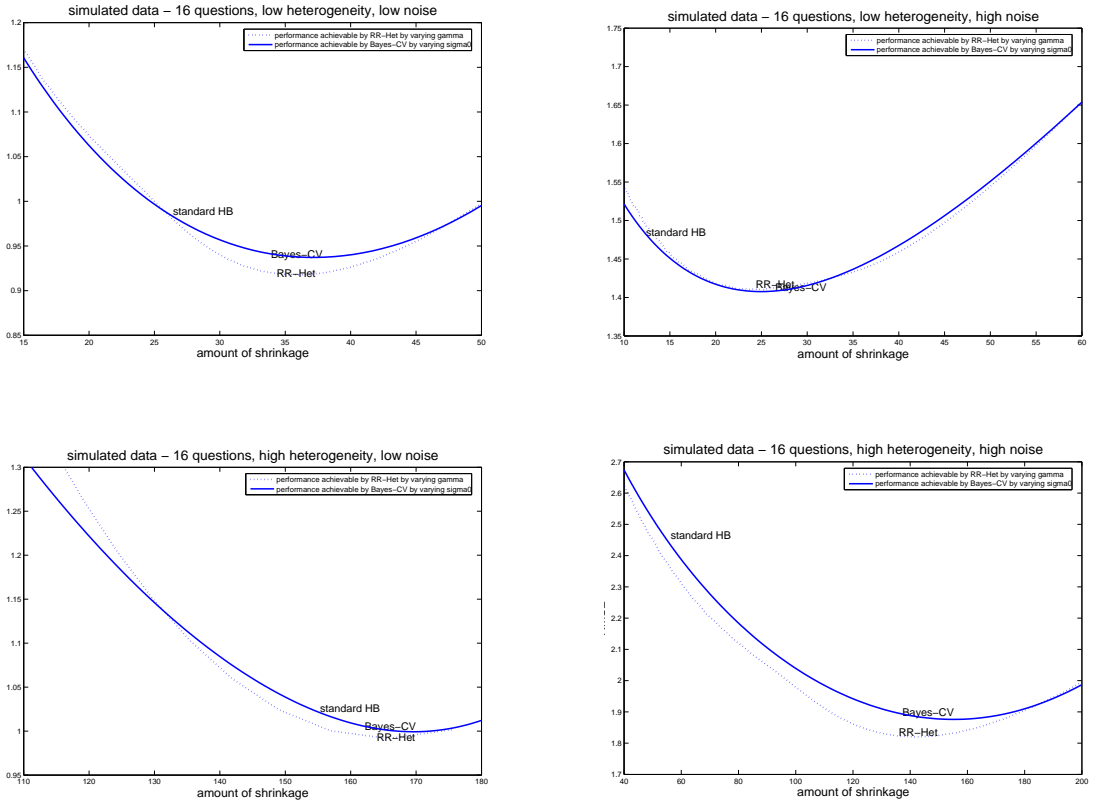 simulated data – 16 questions, low heterogeneity, low noise
performance achievable by RR–Het by varying gamma
performance achievable by Bayes–CV by varying sigma0
1.2
1.15
1.1
1.05
1
0.95
0.9
0.85
standard HB
Bayes–CV
RR–Het
15 20 25 30 35 40 45 50
amount of shrinkage
simulated data – 16 questions, low heterogeneity, high noise
performance achievable by RR–Het by varying gamma
performance achievable by Bayes–CV by varying sigma0
1.75
1.7
1.65
1.6
1.55
1.5
1.45
1.4
1.35
standard HB
RR–Het
Bayes–CV
10 15 20 25 30 35 40 45 50 55 60
amount of shrinkage
simulated data – 16 questions, high heterogeneity, low noise
performance achievable by RR–Het by varying gamma
performance achievable by Bayes–CV by varying sigma0
1.3
1.25
1.2
1.15
1.1
1.05
1
0.95
standard HB
Bayes–CV
RR–Het
110 120 130 140 150 160 170 180
amount of shrinkage
simulated data – 16 questions, high heterogeneity, high noise
performance achievable by RR–Het by varying gamma
performance achievable by Bayes–CV by varying sigma0
2.7
2.6
2.5
2.4
2.3
2.2
2.1
2
1.9
1.8
1.7
standard HB
Bayes–CV
RR–Het
40 60 80 100 120 140 160 180 200
amount of shrinkage